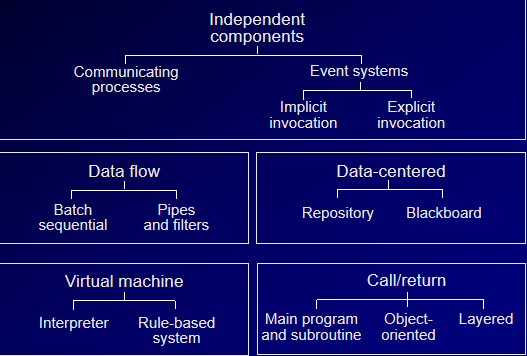 Independent
components
Communicating
processes
Event systems
Implicit
invocation
Explicit
invocation
Data flow
Batch
sequential
Pipes
and filters
Data-centered
Repository
Blackboard
Virtual machine
Interpreter
Rule-based
system
Call/return
Main program
and subroutine
Object-
oriented
Layered